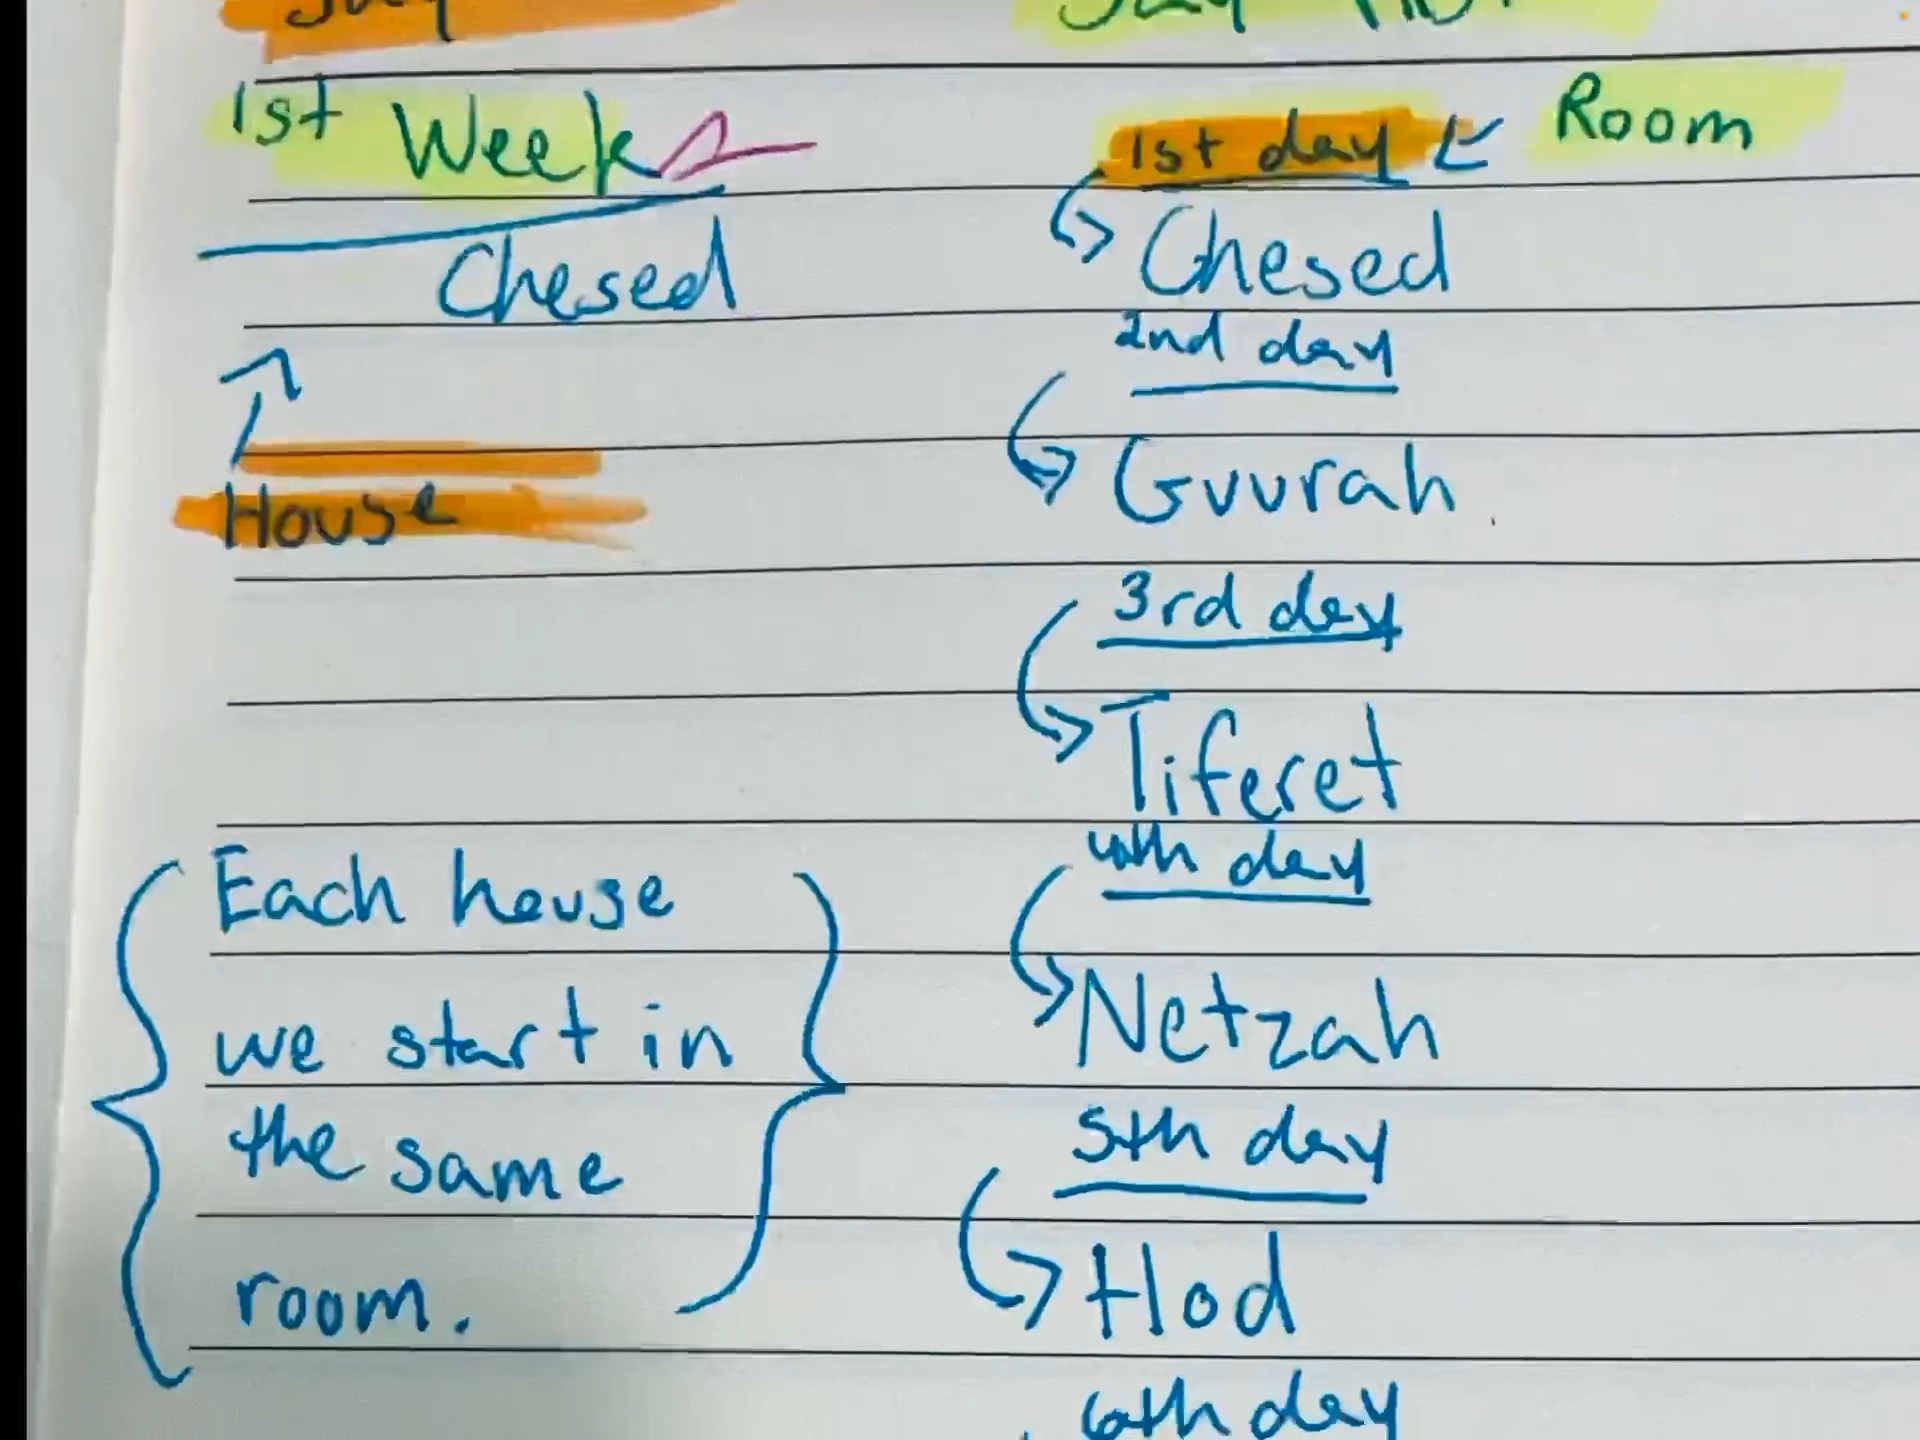 1st Week
Chesed
House
Each house
we start in
the same
room.
1st day
Room
Chesed
2nd day
Gvurah
3rd day
Tiferet
4th day
Netzah
5th day
Hod
6th day